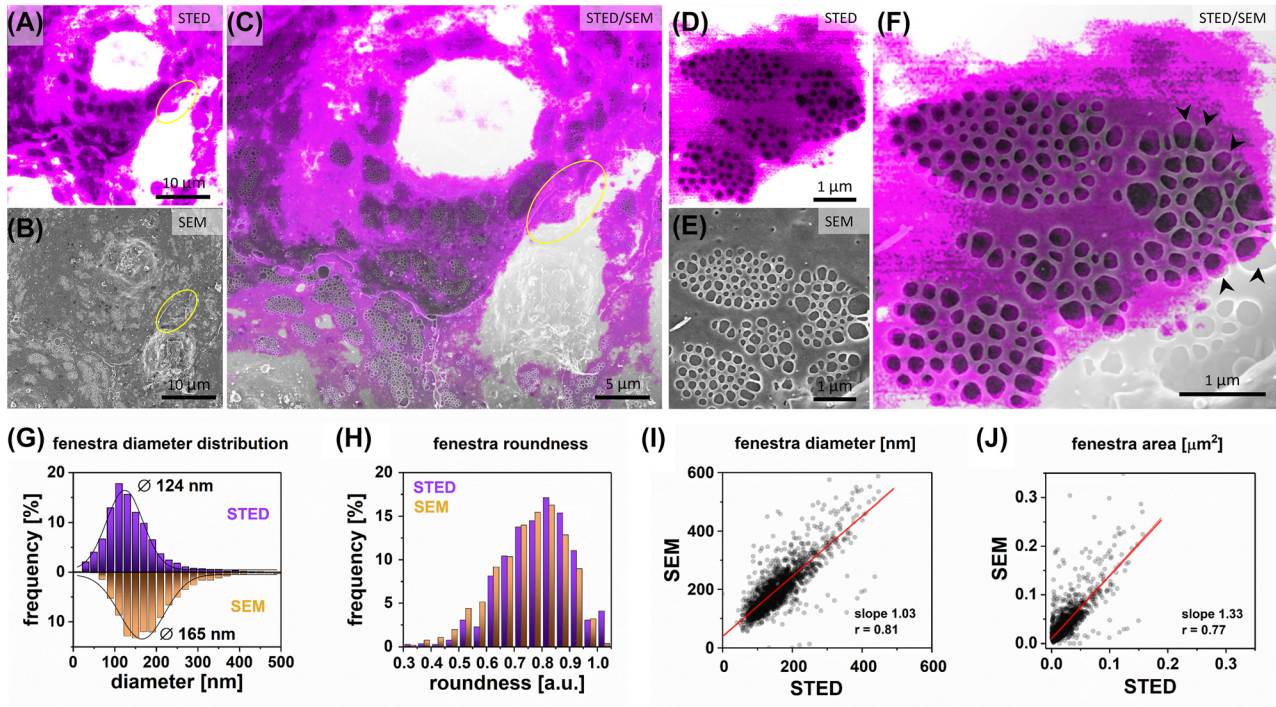 (A) STED
10 μm
(B) SEM
10 μm
(C) STED/SEM
5 μm
(D) STED
1 μm
(E) SEM
1 μm
(F) STED/SEM
1 μm
(G) fenestra diameter distribution
20
10
0
10
frequency [%]
∅ 124 nm
STED
SEM
∅ 165 nm
0 100 200 300 400 500
diameter [nm]
(H) fenestra roundness
20
15
10
5
0
frequency [%]
STED
SEM
0.3 0.4 0.5 0.6 0.7 0.8 0.9 1.0
roundness [a.u.]
(I) fenestra diameter [nm]
600
400
200
0
SEM
slope 1.03
r = 0.81
0 200 400 600
STED
(J) fenestra area [μm²]
0.3
0.2
0.1
0.0
SEM
slope 1.33
r = 0.77
0.0 0.1 0.2 0.3
STED